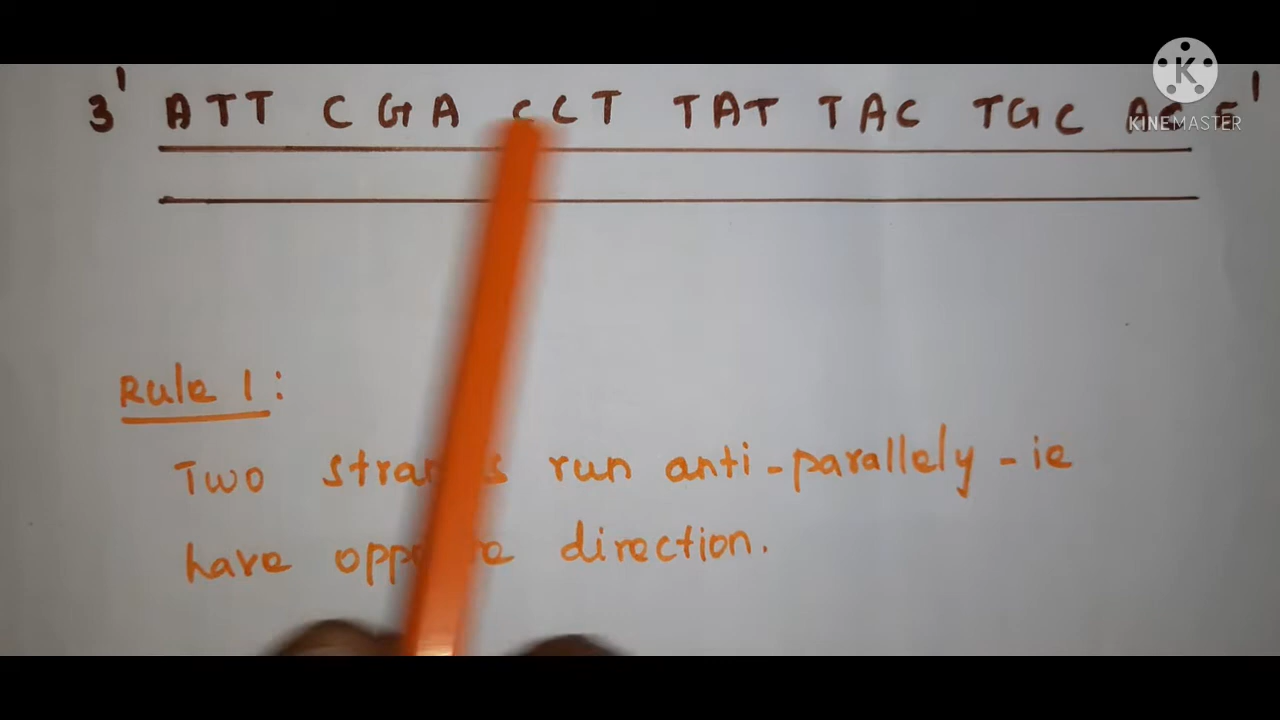 K
KINEMASTER
3' ATT CGA CCT TAT TAC TGC
Rule 1:
Two run anti-parallely - ie
have direction.